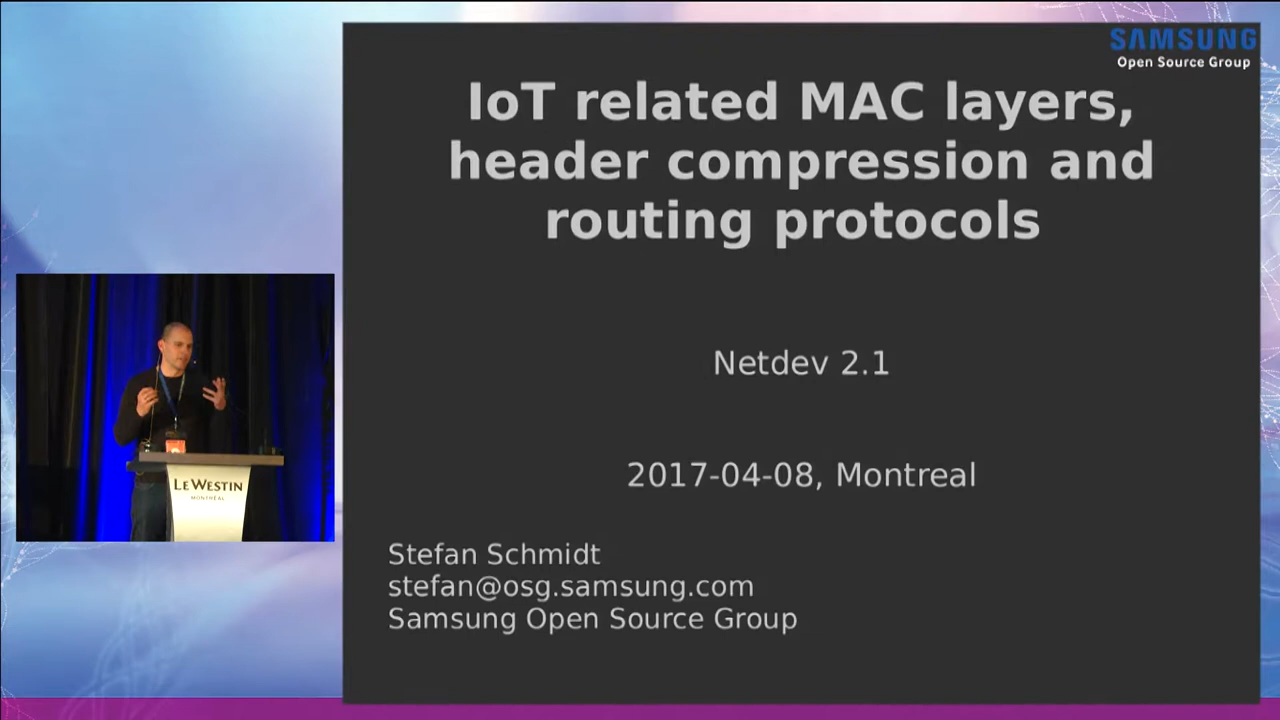 SAMSUNG
Open Source Group
IoT related MAC layers,
header compression and
routing protocols
Netdev 2.1
2017-04-08, Montreal
Stefan Schmidt
stefan@osg.samsung.com
Samsung Open Source Group
LE WESTIN
MONTRÉAL